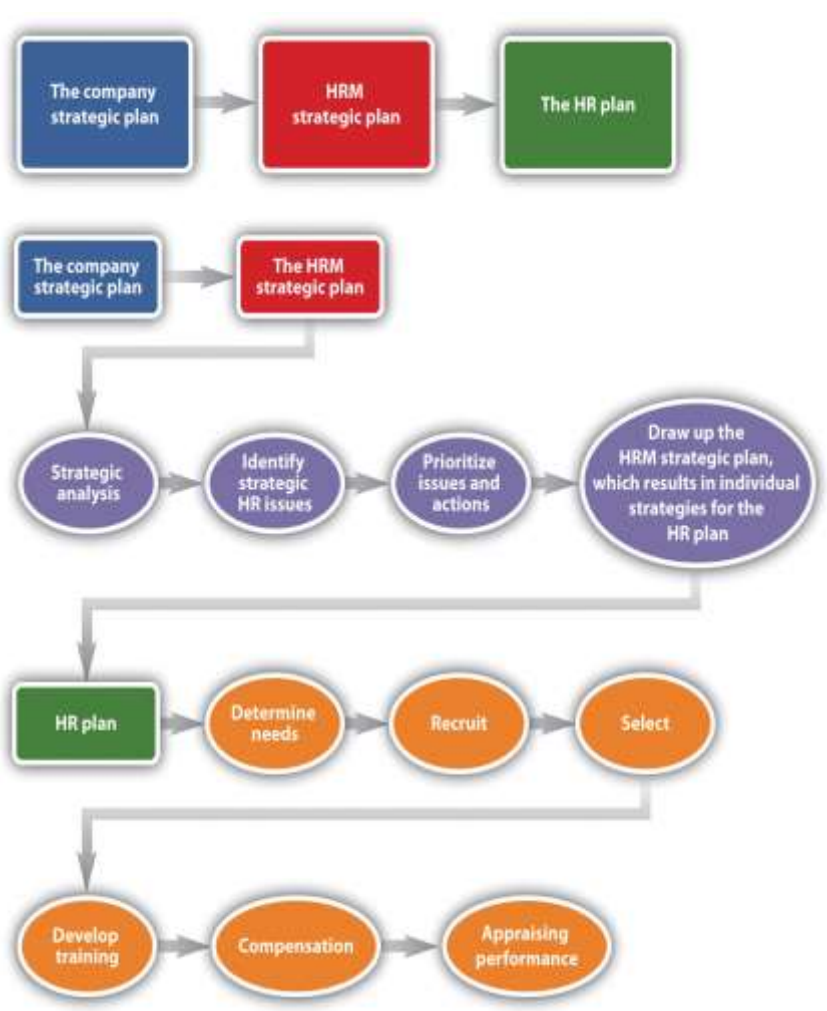 The company
strategic plan
HRM
strategic plan
The HR plan
The company
strategic plan
The HRM
strategic plan
Strategic
analysis
Identify
strategic
HR issues
Prioritize
issues and
actions
Draw up the
HRM strategic plan,
which results in individual
strategies for the
HR plan
HR plan
Determine
needs
Recruit
Select
Develop
training
Compensation
Appraising
performance